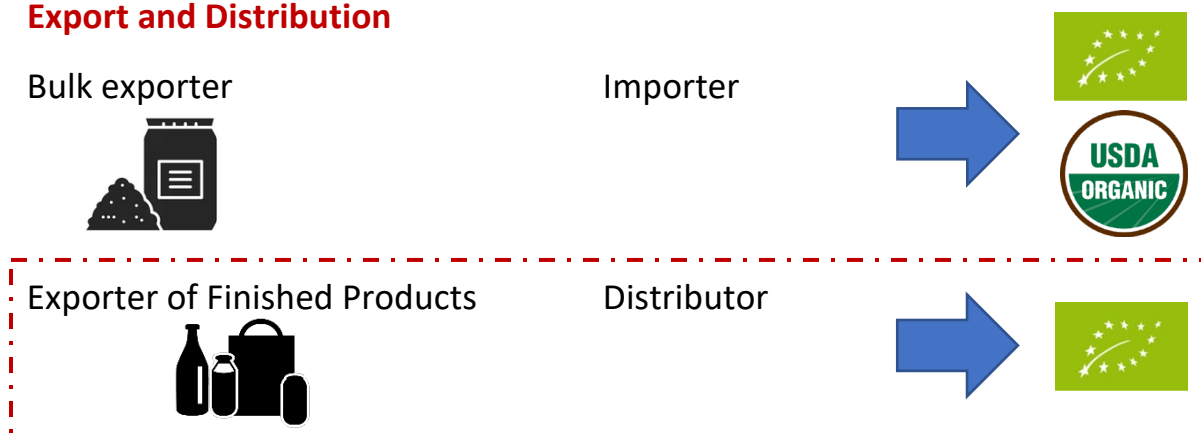 Export and Distribution
Bulk exporter
Importer
USDA
ORGANIC
Exporter of Finished Products
Distributor